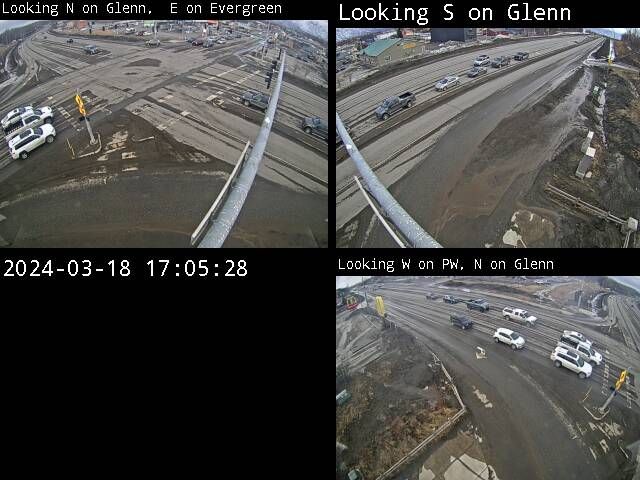 Looking N on Glenn,  E on Evergreen
Looking S on Glenn
2024-03-18 17:05:28
Looking W on PW, N on Glenn